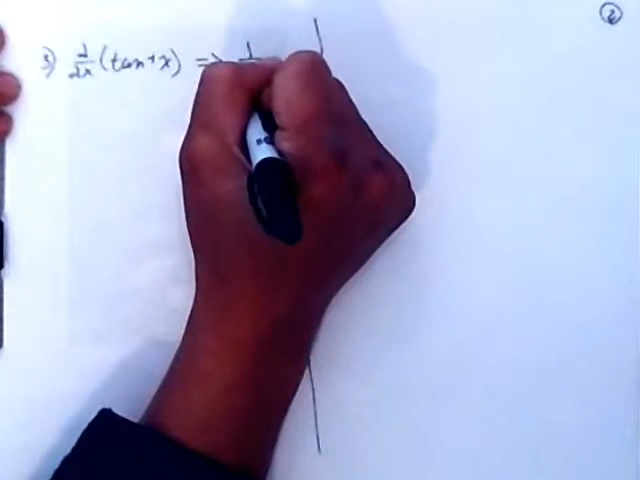 3) d/dx (tan⁻¹x) => 1
②